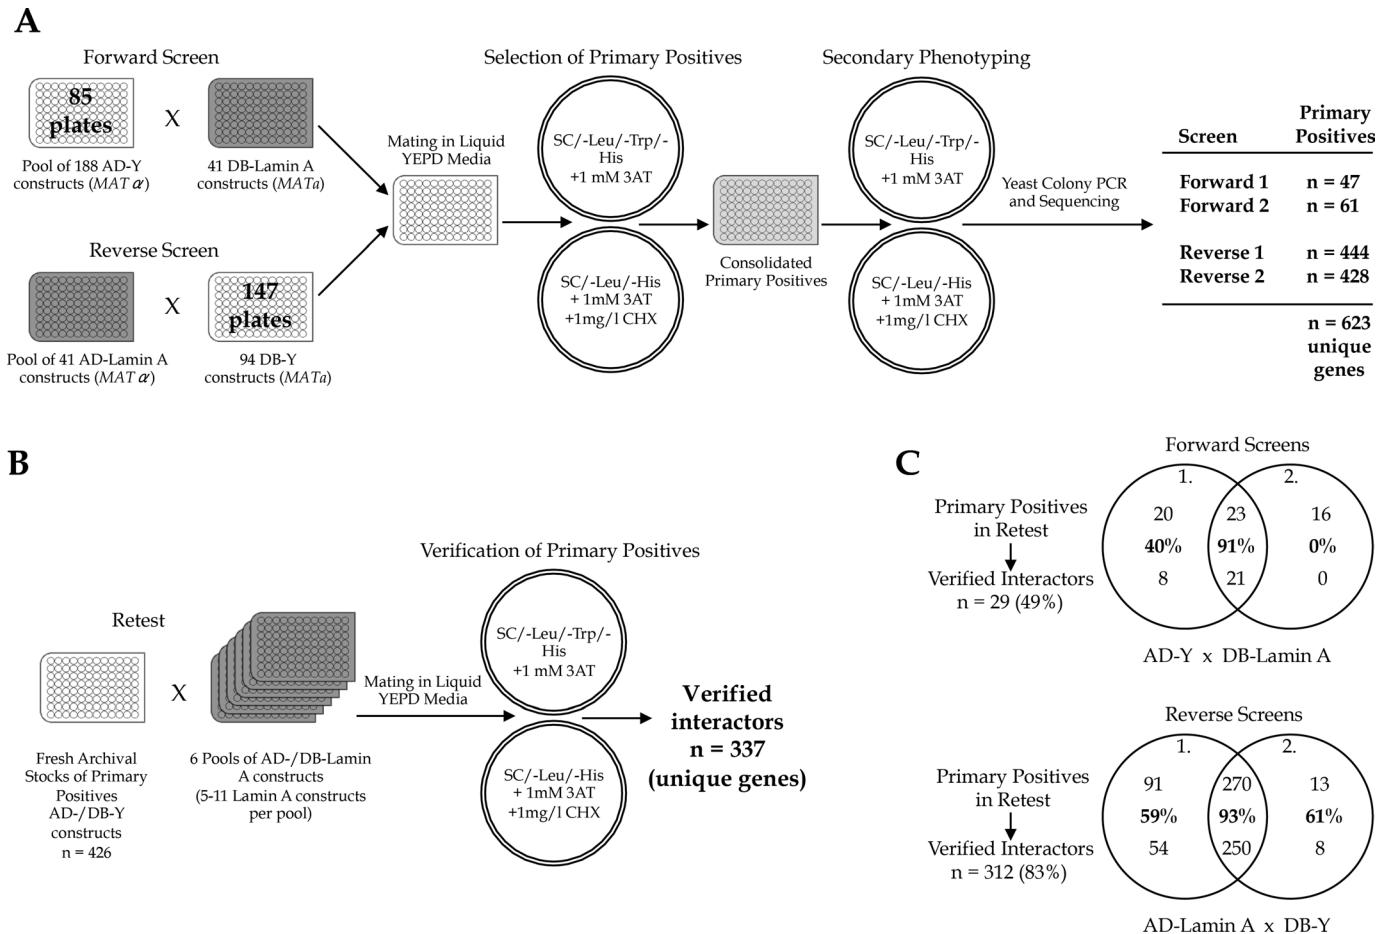 A
Forward Screen
85
plates
X
Pool of 188 AD-Y
constructs (MAT α)
41 DB-Lamin A
constructs (MATa)
Reverse Screen
X
147
plates
Pool of 41 AD-Lamin A
constructs (MAT α)
94 DB-Y
constructs (MATa)
Mating in Liquid
YEPD Media
Selection of Primary Positives
SC/-Leu/-Trp/-
His
+1 mM 3AT
SC/-Leu/-His
+ 1mM 3AT
+1mg/l CHX
Consolidated
Primary Positives
Secondary Phenotyping
SC/-Leu/-Trp/-
His
+1 mM 3AT
SC/-Leu/-His
+ 1mM 3AT
+1mg/l CHX
Yeast Colony PCR
and Sequencing
Primary
Screen Positives
Forward 1 n = 47
Forward 2 n = 61
Reverse 1 n = 444
Reverse 2 n = 428
n = 623
unique
genes
B
Retest
X
Fresh Archival
Stocks of Primary
Positives
AD-/DB-Y
constructs
n = 426
6 Pools of AD-/DB-Lamin
A constructs
(5-11 Lamin A constructs
per pool)
Mating in Liquid
YEPD Media
Verification of Primary Positives
SC/-Leu/-Trp/-
His
+1 mM 3AT
SC/-Leu/-His
+ 1mM 3AT
+1mg/l CHX
Verified
interactors
n = 337
(unique genes)
C
Forward Screens
1. 2.
Primary Positives
in Retest
20 23 16
40% 91% 0%
Verified Interactors
n = 29 (49%)
8 21 0
AD-Y x DB-Lamin A
Reverse Screens
1. 2.
Primary Positives
in Retest
91 270 13
59% 93% 61%
Verified Interactors
n = 312 (83%)
54 250 8
AD-Lamin A x DB-Y